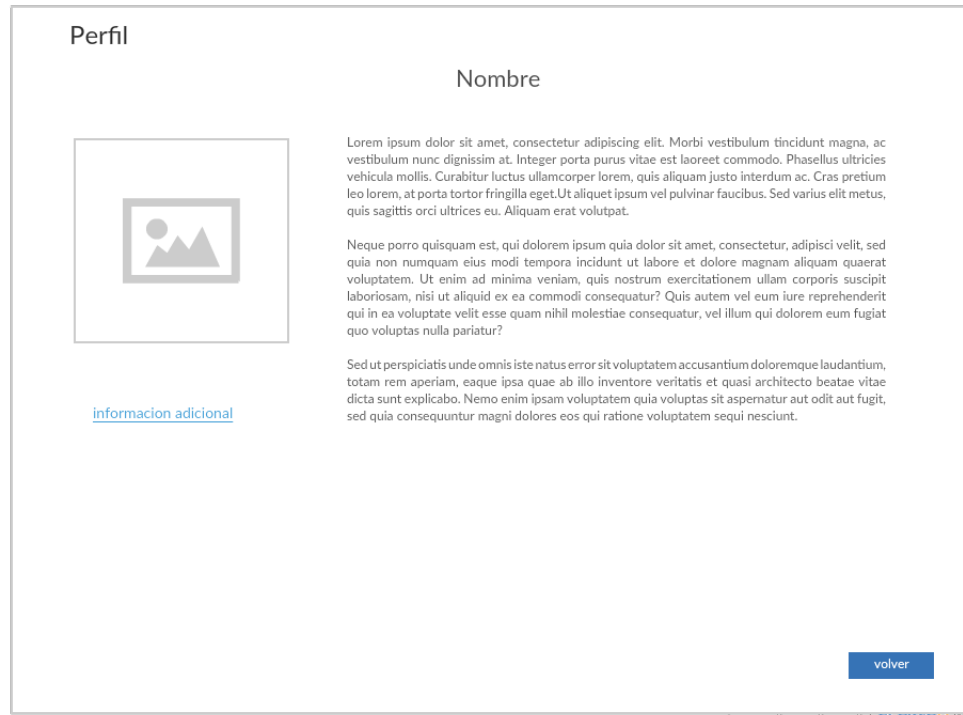 Perfil
Nombre
Lorem ipsum dolor sit amet, consectetur adipiscing elit. Morbi vestibulum tincidunt magna, ac
vestibulum nunc dignissim at. Integer porta purus vitae est laoreet commodo. Phasellus ultricies
vehicula mollis. Curabitur luctus ullamcorper lorem, quis aliquam justo interdum ac. Cras pretium
leo lorem, at porta tortor fringilla eget.Ut aliquet ipsum vel pulvinar faucibus. Sed varius elit metus,
quis sagittis orci ultrices eu. Aliquam erat volutpat.
Neque porro quisquam est, qui dolorem ipsum quia dolor sit amet, consectetur, adipisci velit, sed
quia non numquam eius modi tempora incidunt ut labore et dolore magnam aliquam quaerat
voluptatem. Ut enim ad minima veniam, quis nostrum exercitationem ullam corporis suscipit
laboriosam, nisi ut aliquid ex ea commodi consequatur? Quis autem vel eum iure reprehenderit
qui in ea voluptate velit esse quam nihil molestiae consequatur, vel illum qui dolorem eum fugiat
quo voluptas nulla pariatur?
Sed ut perspiciatis unde omnis iste natus error sit voluptatem accusantium doloremque laudantium,
totam rem aperiam, eaque ipsa quae ab illo inventore veritatis et quasi architecto beatae vitae
dicta sunt explicabo. Nemo enim ipsam voluptatem quia voluptas sit aspernatur aut odit aut fugit,
sed quia consequuntur magni dolores eos qui ratione voluptatem sequi nesciunt.
informacion adicional
volver